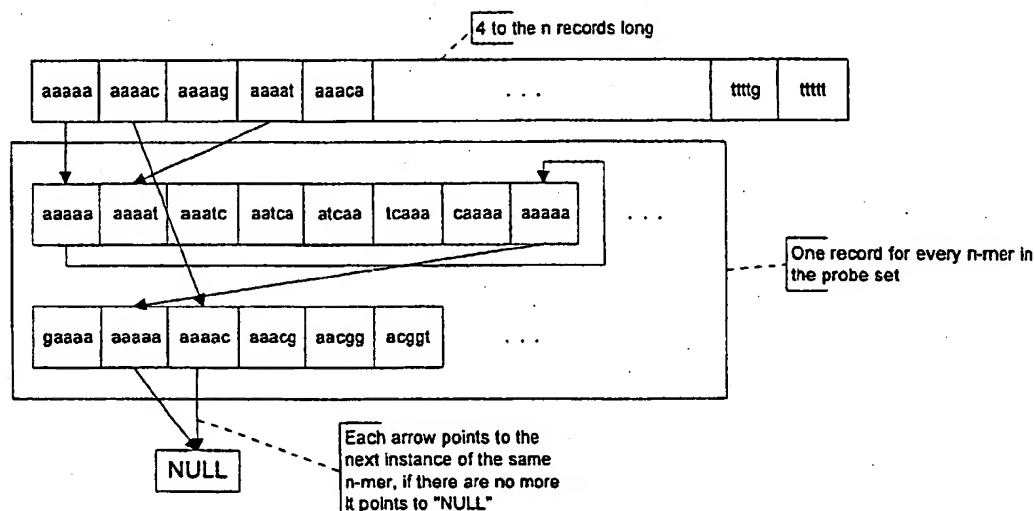 4 to the n records long
aaaaa aaaac aaaag aaaat aaaca . . . ttttg ttttt
aaaaa aaaat aaatc aatca atcaa tcaaa caaaa aaaaa . . .
One record for every n-mer in
the probe set
gaaaa aaaaa aaaac aaacg aacgg acggt . . .
Each arrow points to the
next instance of the same
n-mer, if there are no more
it points to "NULL"
NULL